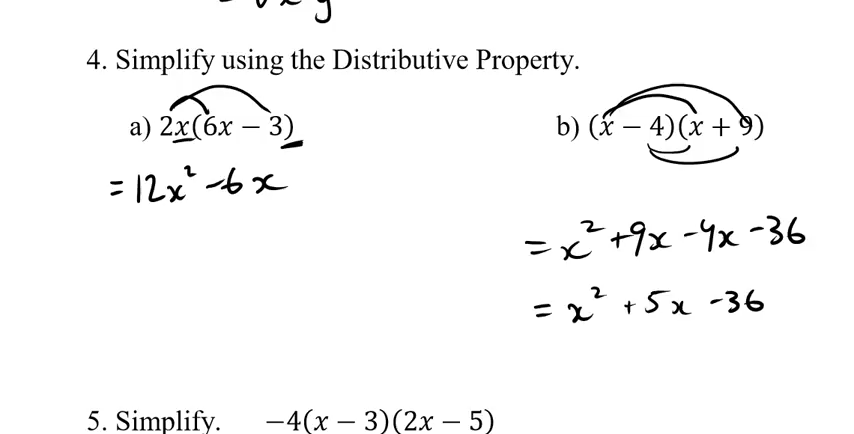 4. Simplify using the Distributive Property.
a) 2x(6x − 3)
b) (x − 4)(x + 9)
= 12x² − 6x
= x² + 9x − 4x − 36
= x² + 5x − 36
5. Simplify. −4(x − 3)(2x − 5)